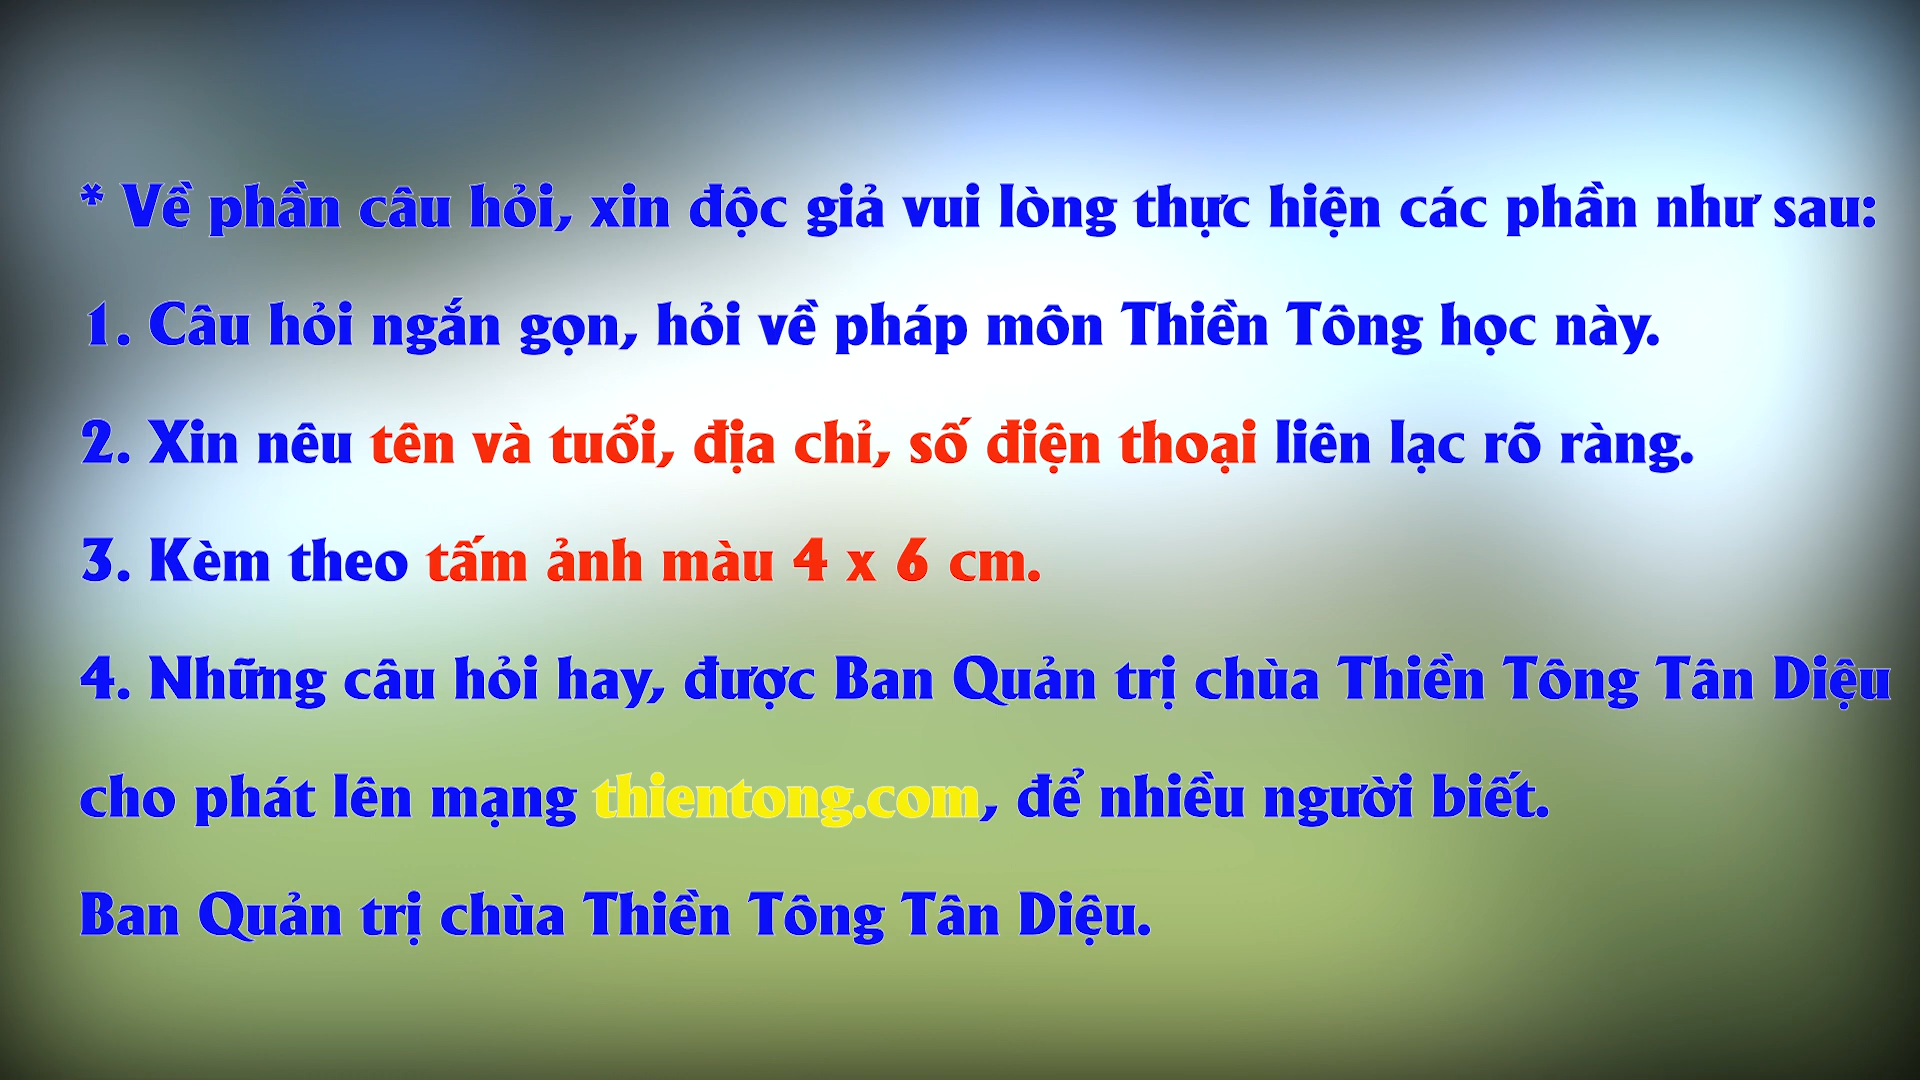 * Về phần câu hỏi, xin độc giả vui lòng thực hiện các phần như sau:
1. Câu hỏi ngắn gọn, hỏi về pháp môn Thiền Tông học này.
2. Xin nêu tên và tuổi, địa chỉ, số điện thoại liên lạc rõ ràng.
3. Kèm theo tấm ảnh màu 4 x 6 cm.
4. Những câu hỏi hay, được Ban Quản trị chùa Thiền Tông Tân Diệu
cho phát lên mạng thientong.com, để nhiều người biết.
Ban Quản trị chùa Thiền Tông Tân Diệu.